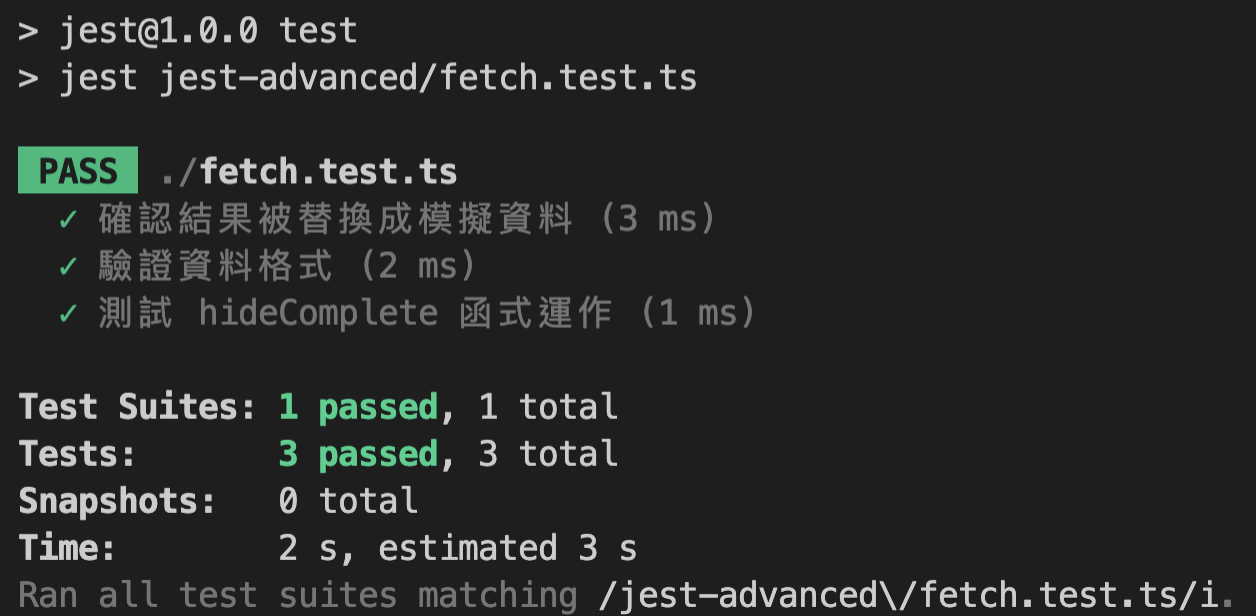 > jest@1.0.0 test
> jest jest-advanced/fetch.test.ts
PASS ./fetch.test.ts
✓ 確認結果被替換成模擬資料 (3 ms)
✓ 驗證資料格式 (2 ms)
✓ 測試 hideComplete 函式運作 (1 ms)
Test Suites: 1 passed, 1 total
Tests: 3 passed, 3 total
Snapshots: 0 total
Time: 2 s, estimated 3 s
Ran all test suites matching /jest-advanced\/fetch.test.ts/i.